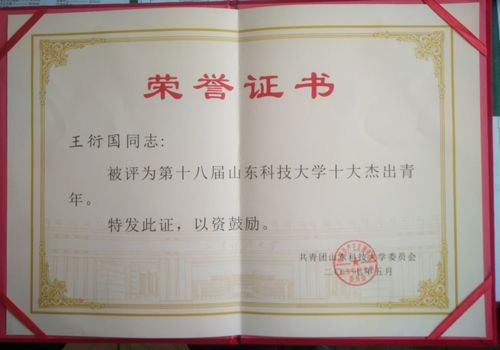 荣誉证书
王衍国同志:
被评为第十八届山东科技大学十大杰出青
年。
特发此证，以资鼓励。
共青团山东科技大学委员会
五月